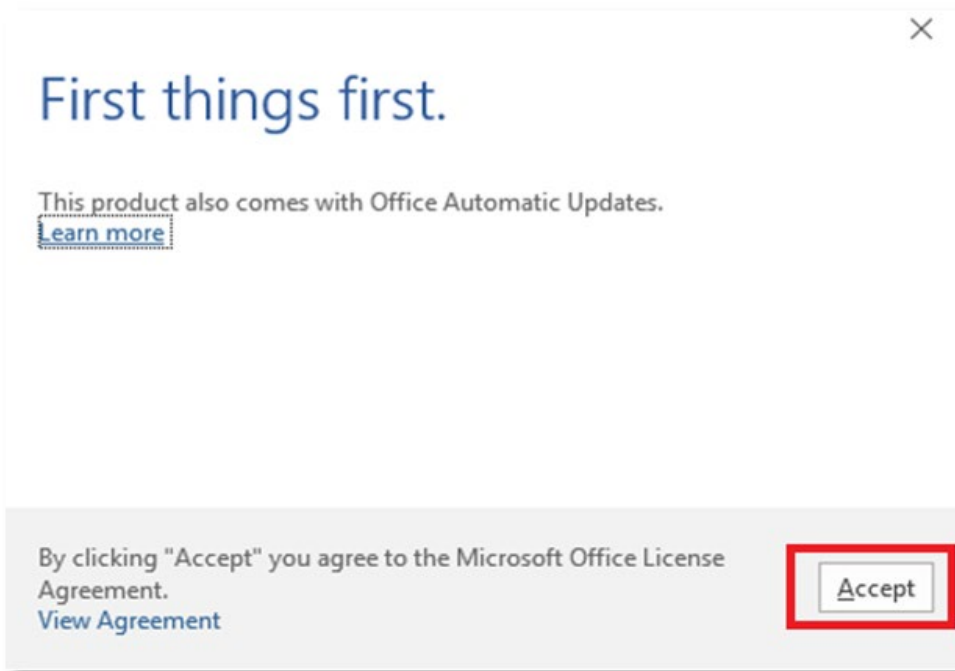 First things first.
This product also comes with Office Automatic Updates.
Learn more
By clicking "Accept" you agree to the Microsoft Office License
Agreement.
View Agreement
Accept